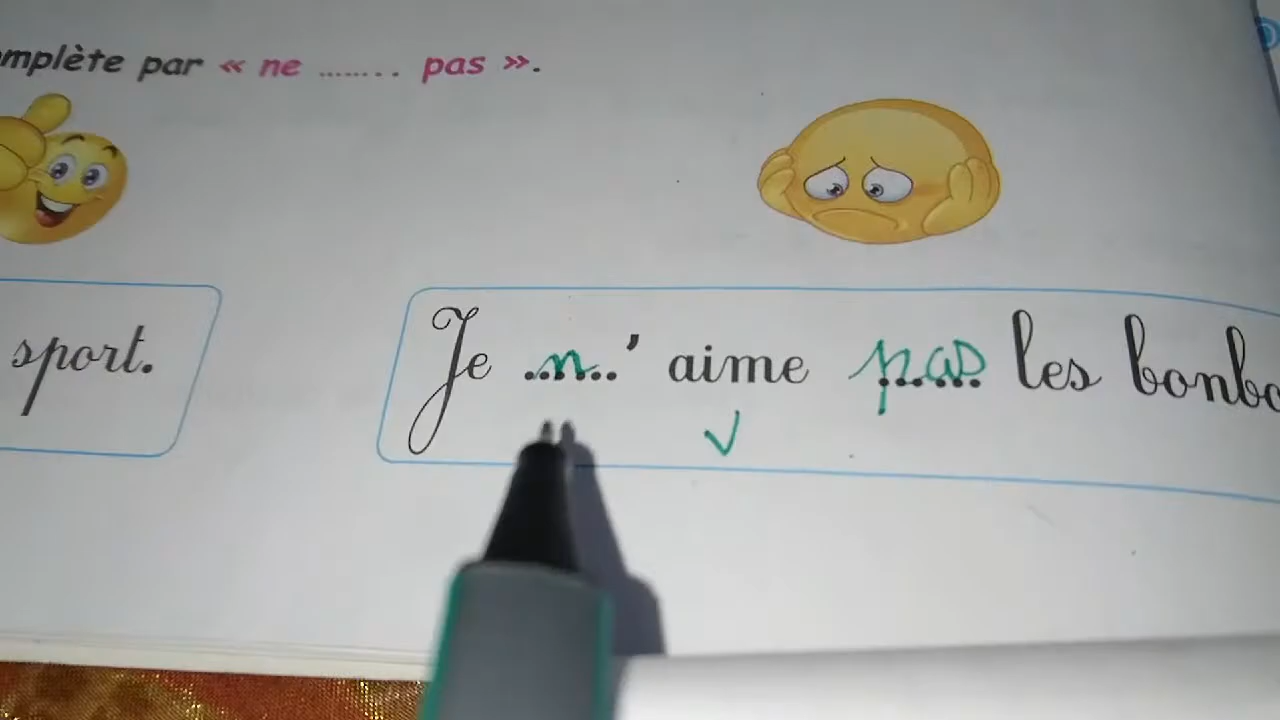 omplète par « ne ........ pas ».
sport.
Je .n..' aime pas les bonbo